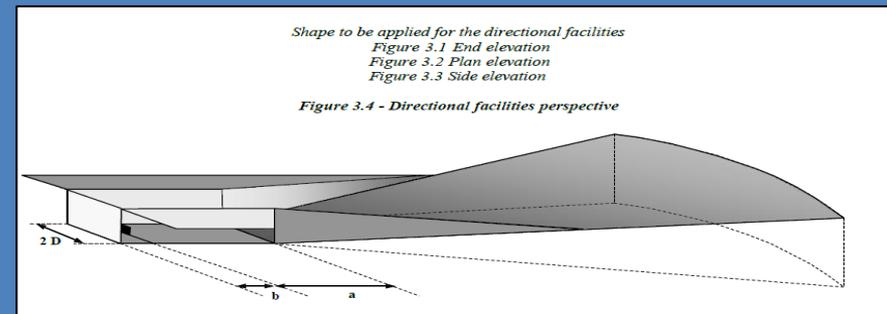 Shape to be applied for the directional facilities
Figure 3.1 End elevation
Figure 3.2 Plan elevation
Figure 3.3 Side elevation
Figure 3.4 - Directional facilities perspective
2 D
b
a